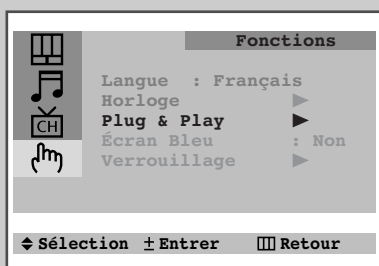 Fonctions
Langue : Français
Horloge ▶
Plug & Play ▶
CH
Écran Bleu : Non
Verrouillage ▶
Sélection ± Entrer Retour